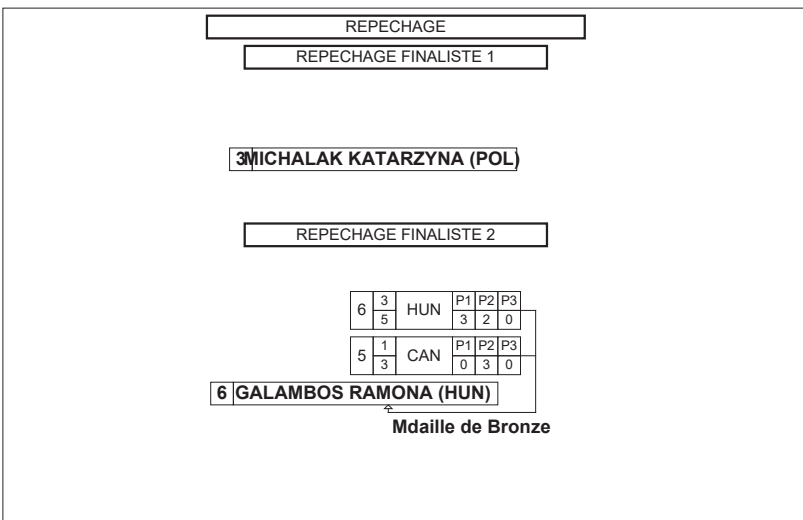 REPECHAGE
REPECHAGE FINALISTE 1
3 MICHALAK KATARZYNA (POL)
REPECHAGE FINALISTE 2
6 3 HUN P1 P2 P3
5 3 2 0
5 1 CAN P1 P2 P3
3 0 3 0
6 GALAMBOS RAMONA (HUN)
Mdaille de Bronze